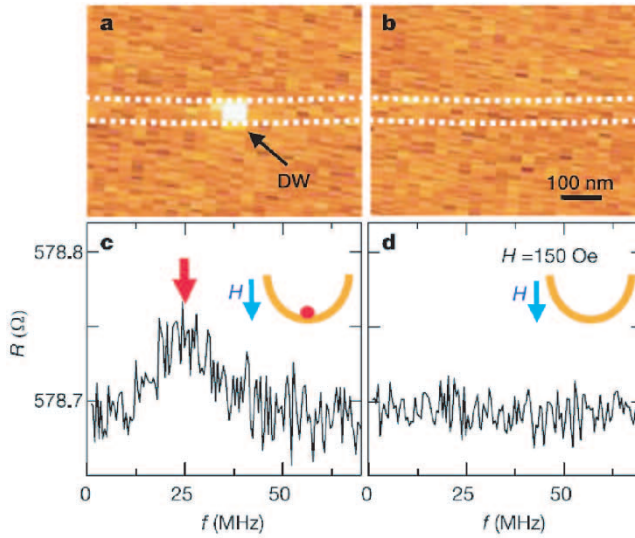 a
b
DW
100 nm
c
d
H = 150 Oe
H
H
578.8
578.7
R (Ω)
0
25
50
0
25
50
f (MHz)
f (MHz)